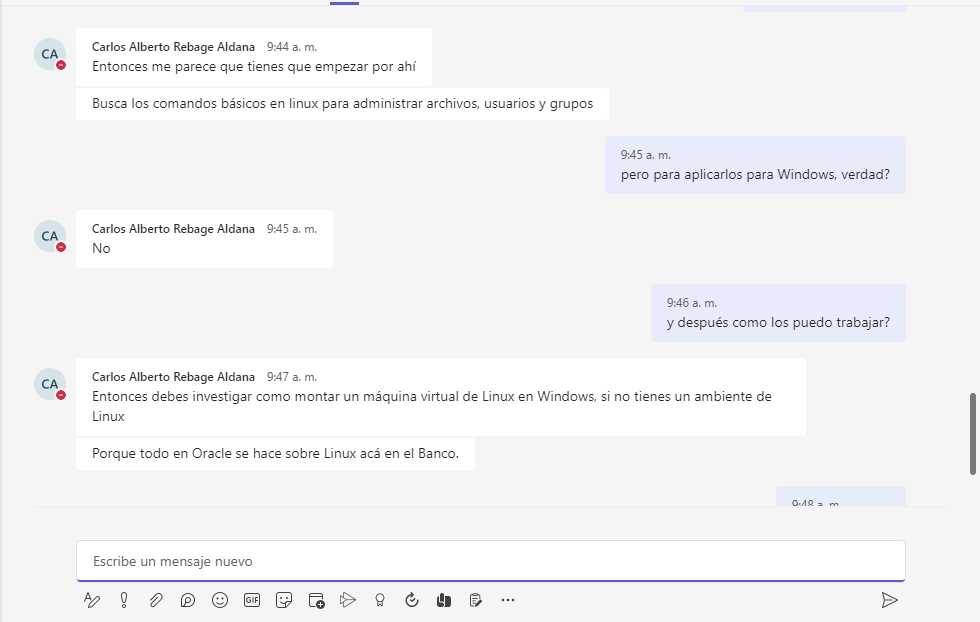 CA
Carlos Alberto Rebage Aldana 9:44 a. m.
Entonces me parece que tienes que empezar por ahí
Busca los comandos básicos en linux para administrar archivos, usuarios y grupos
9:45 a. m.
pero para aplicarlos para Windows, verdad?
CA
Carlos Alberto Rebage Aldana 9:45 a. m.
No
9:46 a. m.
y después como los puedo trabajar?
CA
Carlos Alberto Rebage Aldana 9:47 a. m.
Entonces debes investigar como montar un máquina virtual de Linux en Windows, si no tienes un ambiente de
Linux
Porque todo en Oracle se hace sobre Linux acá en el Banco.
9:48 a. m.
Escribe un mensaje nuevo
GIF